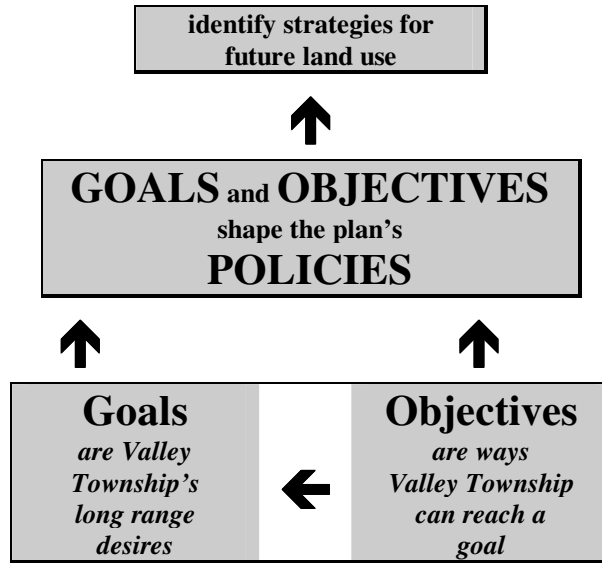 identify strategies for
future land use
GOALS and OBJECTIVES
shape the plan's
POLICIES
Goals
are Valley
Township's
long range
desires
Objectives
are ways
Valley Township
can reach a
goal